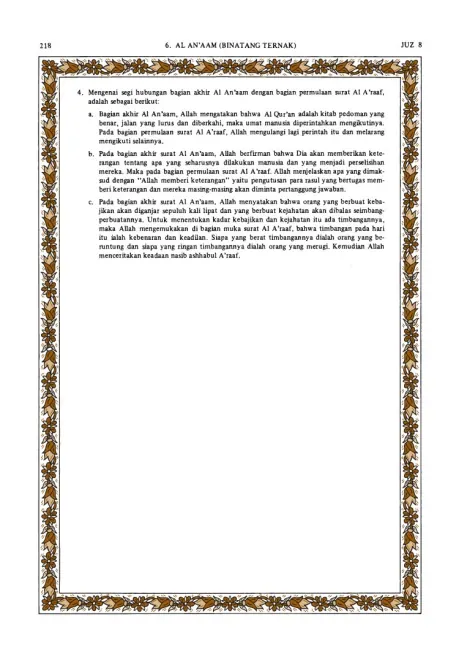 218
6. AL AN'AAM (BINATANG TERNAK)
JUZ 8
4. Mengenai segi hubungan bagian akhir Al An'aam dengan bagian permulaan surat Al A'raaf,
adalah sebagai berikut:
a. Bagian akhir Al An'aam, Allah mengatakan bahwa Al Qur'an adalah kitab pedoman yang
benar, jalan yang lurus dan diberkahi, maka umat manusia diperintahkan mengikutinya.
Pada bagian permulaan surat Al A'raaf, Allah mengulangi lagi perintah itu dan melarang
mengikuti selainnya.
b. Pada bagian akhir surat Al An'aam, Allah berfirman bahwa Dia akan memberikan kete-
rangan tentang apa yang seharusnya dilakukan manusia dan yang menjadi perselisihan
mereka. Maka pada bagian permulaan surat Al A'raaf. Allah menjelaskan apa yang dimak-
sud dengan "Allah memberi keterangan" yaitu pengutusan para rasul yang bertugas mem-
beri keterangan dan mereka masing-masing akan diminta pertanggung jawaban.
c. Pada bagian akhir surat Al An'aam, Allah menyatakan bahwa orang yang berbuat keba-
jikan akan diganjar sepuluh kali lipat dan yang berbuat kejahatan akan dibalas seimbang-
perbuatannya. Untuk menentukan kadar kebajikan dan kejahatan itu ada timbangannya,
maka Allah mengemukakan di bagian muka surat Al A'raaf, bahwa timbangan pada hari
itu ialah kebenaran dan keadilan. Siapa yang berat timbangannya dialah orang yang be-
runtung dan siapa yang ringan timbangannya dialah orang yang merugi. Kemudian Allah
menceritakan keadaan nasib ashhabul A'raaf.